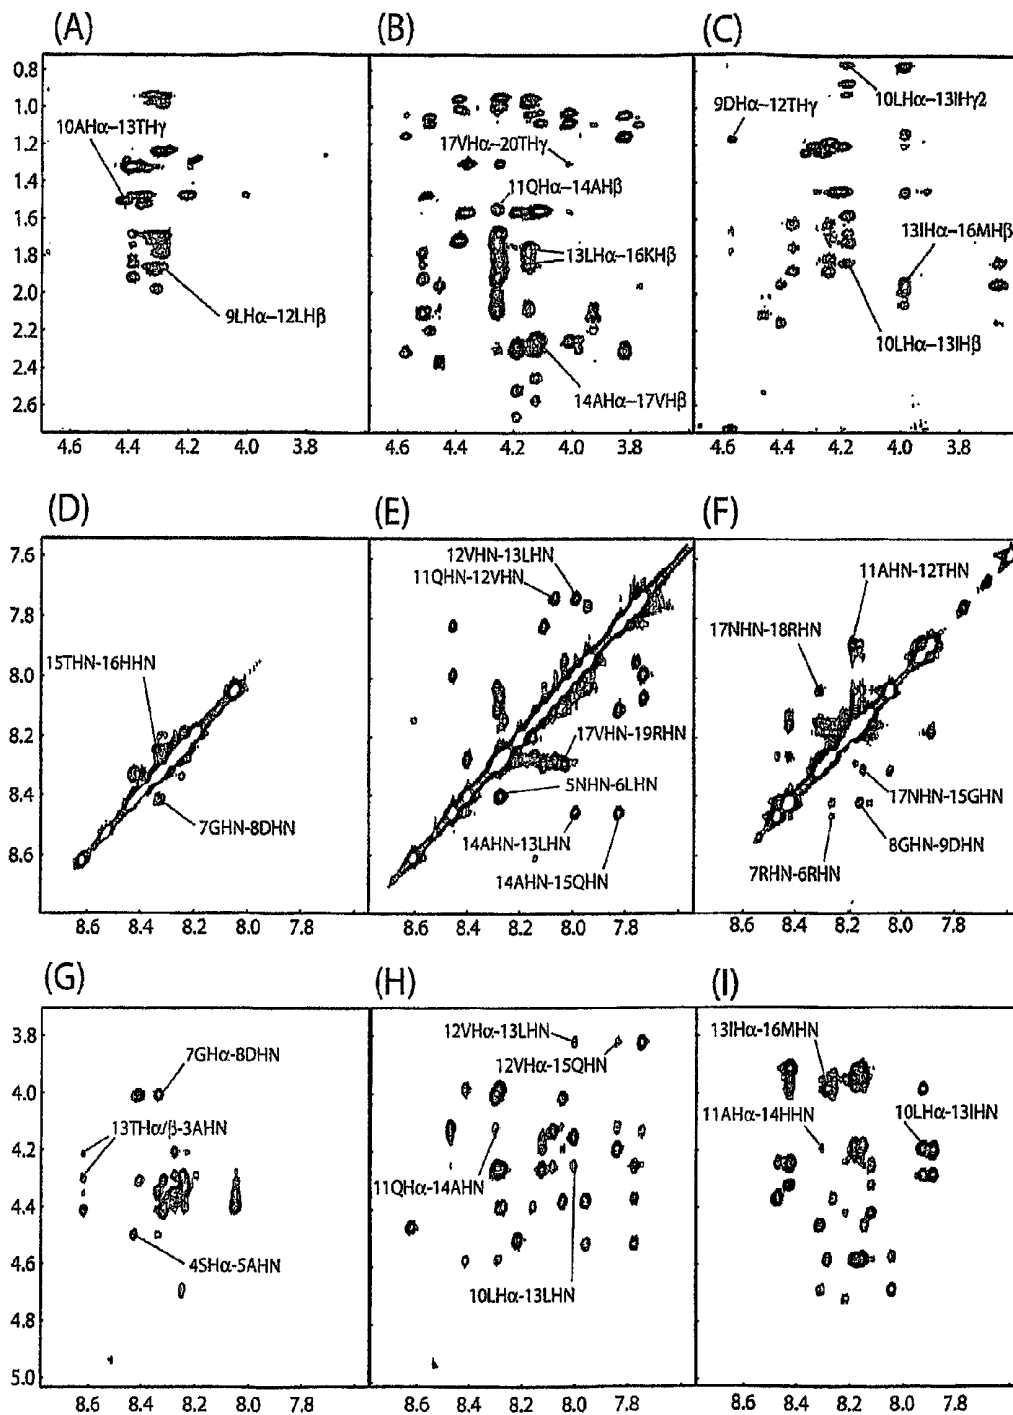 (A)
(B)
(C)
0.8
1.0
1.2
1.4
1.6
1.8
2.0
2.2
2.4
2.6
10AHα–13THγ
9LHα–12LHβ
17VHα–20THγ
11QHα–14AHβ
13LHα–16KHβ
14AHα–17VHβ
9DHα–12THγ
10LHα–13IHγ2
13IHα–16MHβ
10LHα–13IHβ
4.6 4.4 4.2 4.0 3.8
4.6 4.4 4.2 4.0 3.8
4.6 4.4 4.2 4.0 3.8
(D)
(E)
(F)
7.6
7.8
8.0
8.2
8.4
8.6
15THN-16HHN
7GHN-8DHN
12VHN-13LHN
11QHN-12VHN
17VHN-19RHN
5NHN-6LHN
14AHN-13LHN
14AHN-15QHN
11AHN-12THN
17NHN-18RHN
17NHN-15GHN
8GHN-9DHN
7RHN-6RHN
8.6 8.4 8.2 8.0 7.8
8.6 8.4 8.2 8.0 7.8
8.6 8.4 8.2 8.0 7.8
(G)
(H)
(I)
3.8
4.0
4.2
4.4
4.6
4.8
5.0
7GHα-8DHN
13THα/β-3AHN
4SHα-5AHN
12VHα-13LHN
12VHα-15QHN
11QHα-14AHN
10LHα-13LHN
13IHα-16MHN
11AHα-14HHN
10LHα-13IHN
8.6 8.4 8.2 8.0 7.8
8.6 8.4 8.2 8.0 7.8
8.6 8.4 8.2 8.0 7.8